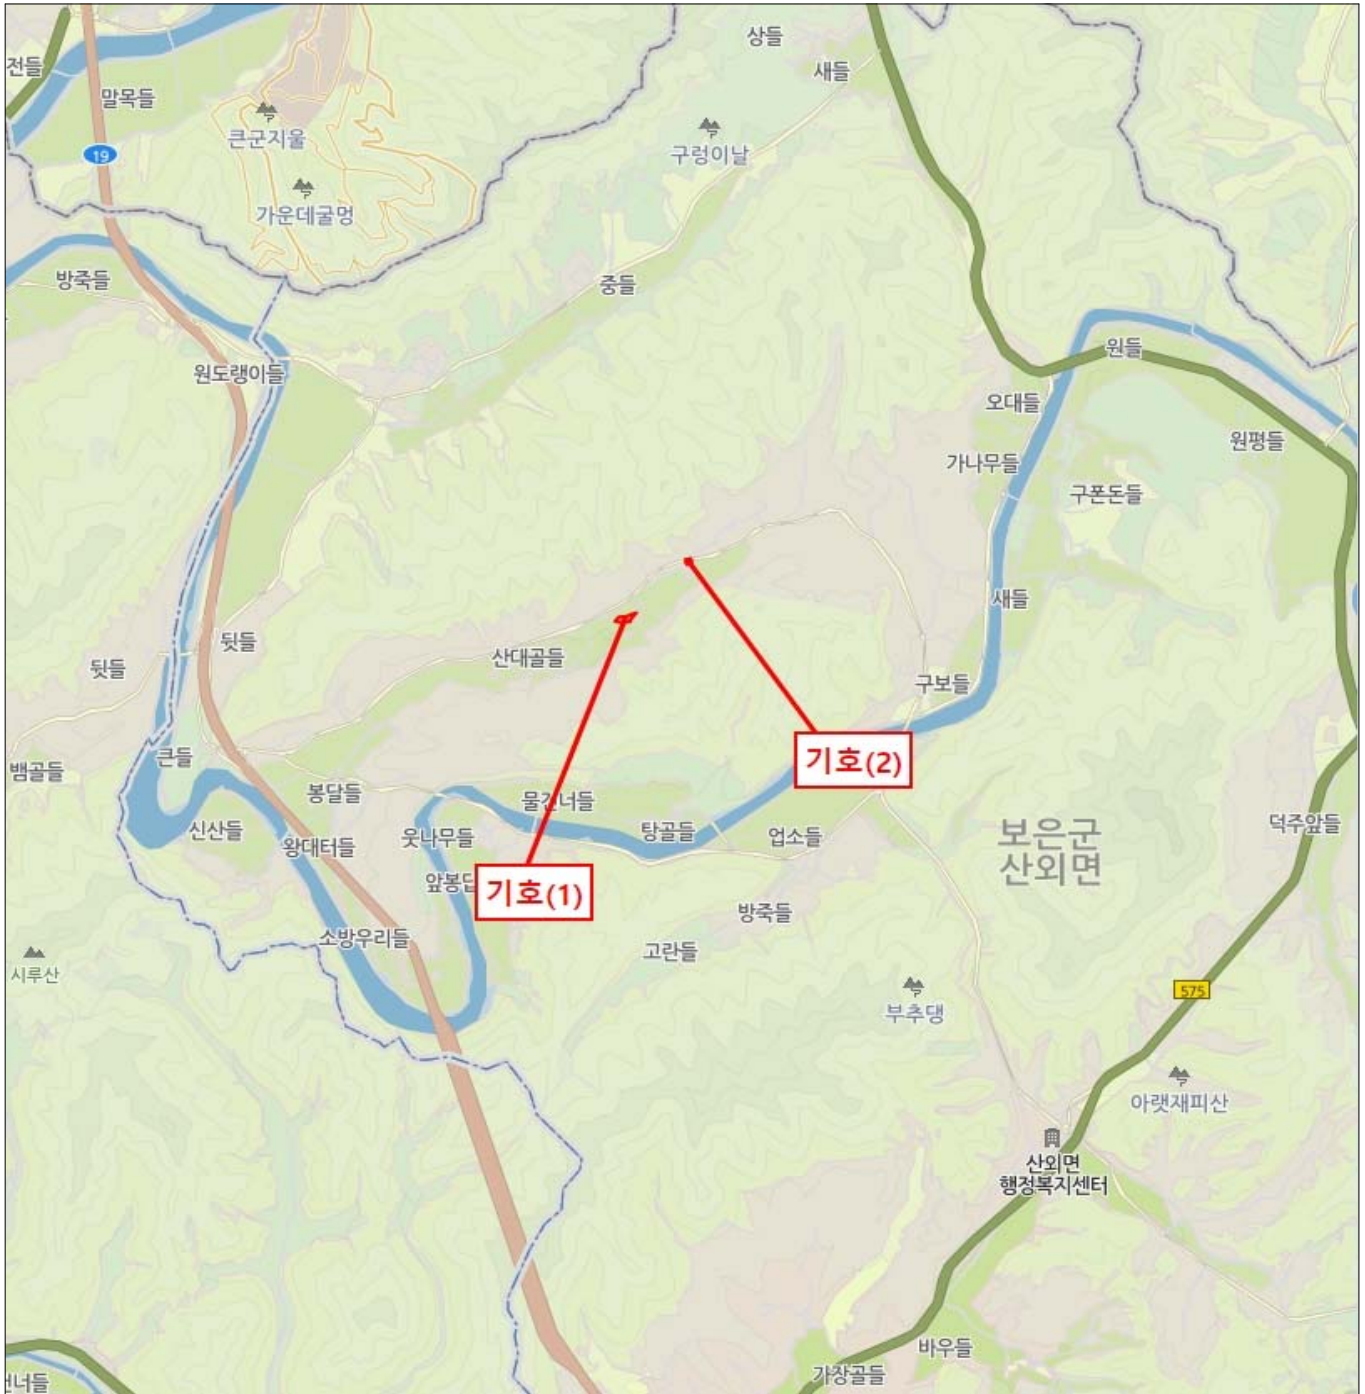 상들
전들
새들
말목들
큰군지울
구렁이날
19
가운데굴멍
방죽들
중들
원들
원도랭이들
오대들
원평들
가나무들
구폰돈들
새들
뒷들
산대골들
뒷들
구보들
큰들
기호(2)
뱀골들
봉달들
물건너들
신산들
탕골들
업소들
덕주앞들
왕대터들
웃나무들
보은군
산외면
앞봉답
기호(1)
방죽들
소방우리들
고란들
시루산
575
부추댕
아랫재피산
산외면
행정복지센터
바우들
가장골들
너들